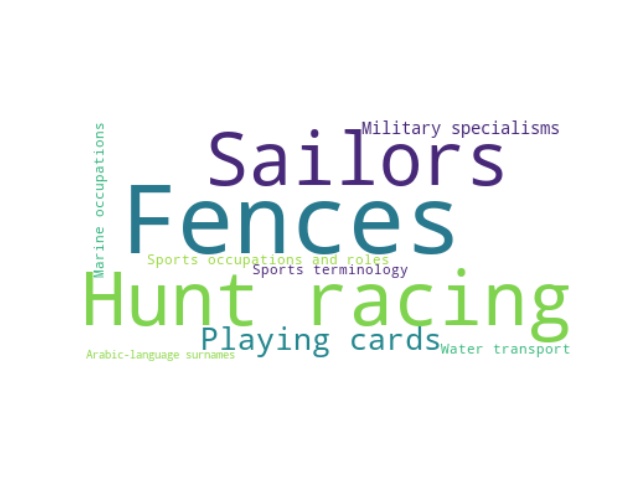 Military specialisms
Sailors
Marine occupations
Fences
Sports occupations and roles
Sports terminology
Hunt racing
Playing cards
Water transport
Arabic-language surnames